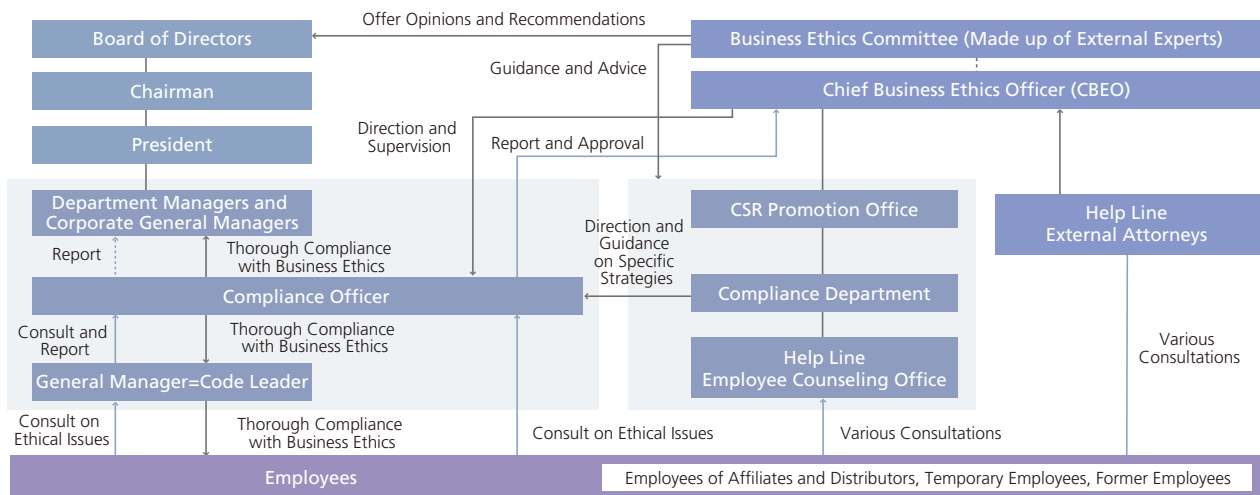 Offer Opinions and Recommendations
Board of Directors
Business Ethics Committee (Made up of External Experts)
Guidance and Advice
Chairman
Chief Business Ethics Officer (CBEO)
Direction and
Supervision
Report and Approval
President
Department Managers and
Corporate General Managers
CSR Promotion Office
Help Line
External Attorneys
Report
Thorough Compliance
with Business Ethics
Direction and
Guidance
on Specific
Strategies
Compliance Officer
Compliance Department
Consult and
Report
Thorough Compliance
with Business Ethics
Various
Consultations
Help Line
Employee Counseling Office
General Manager=Code Leader
Consult on
Ethical Issues
Thorough Compliance
with Business Ethics
Consult on Ethical Issues
Various Consultations
Employees
Employees of Affiliates and Distributors, Temporary Employees, Former Employees